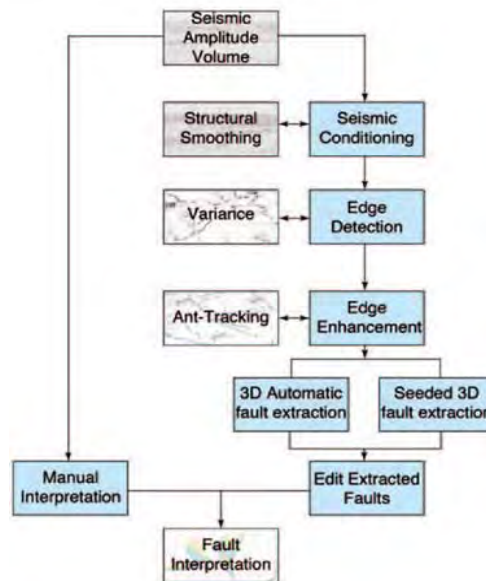 Seismic
Amplitude
Volume
Structural
Smoothing
Seismic
Conditioning
Variance
Edge
Detection
Ant-Tracking
Edge
Enhancement
3D Automatic
fault extraction
Seeded 3D
fault extraction
Manual
Interpretation
Edit Extracted
Faults
Fault
Interpretation